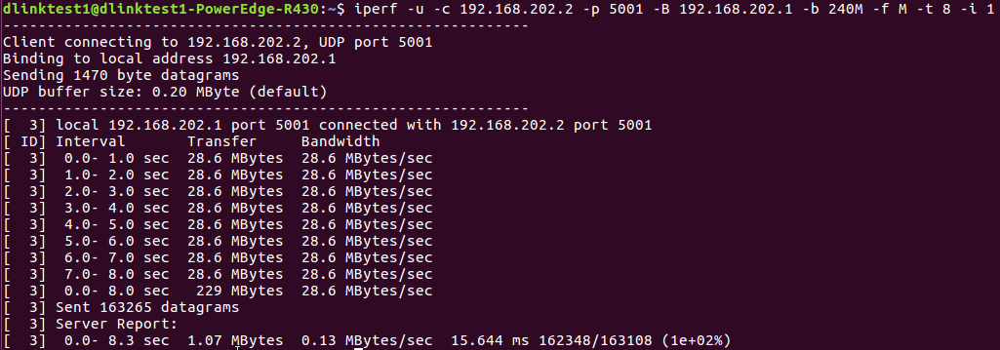 dlinktest1@dlinktest1-PowerEdge-R430:~$ iperf -u -c 192.168.202.2 -p 5001 -B 192.168.202.1 -b 240M -f M -t 8 -i 1
------------------------------------------------------------
Client connecting to 192.168.202.2, UDP port 5001
Binding to local address 192.168.202.1
Sending 1470 byte datagrams
UDP buffer size: 0.20 MByte (default)
------------------------------------------------------------
[  3] local 192.168.202.1 port 5001 connected with 192.168.202.2 port 5001
[ ID] Interval       Transfer     Bandwidth
[  3]  0.0- 1.0 sec  28.6 MBytes  28.6 MBytes/sec
[  3]  1.0- 2.0 sec  28.6 MBytes  28.6 MBytes/sec
[  3]  2.0- 3.0 sec  28.6 MBytes  28.6 MBytes/sec
[  3]  3.0- 4.0 sec  28.6 MBytes  28.6 MBytes/sec
[  3]  4.0- 5.0 sec  28.6 MBytes  28.6 MBytes/sec
[  3]  5.0- 6.0 sec  28.6 MBytes  28.6 MBytes/sec
[  3]  6.0- 7.0 sec  28.6 MBytes  28.6 MBytes/sec
[  3]  7.0- 8.0 sec  28.6 MBytes  28.6 MBytes/sec
[  3]  0.0- 8.0 sec   229 MBytes  28.6 MBytes/sec
[  3] Sent 163265 datagrams
[  3] Server Report:
[  3]  0.0- 8.3 sec  1.07 MBytes  0.13 MBytes/sec  15.644 ms 162348/163108 (1e+02%)